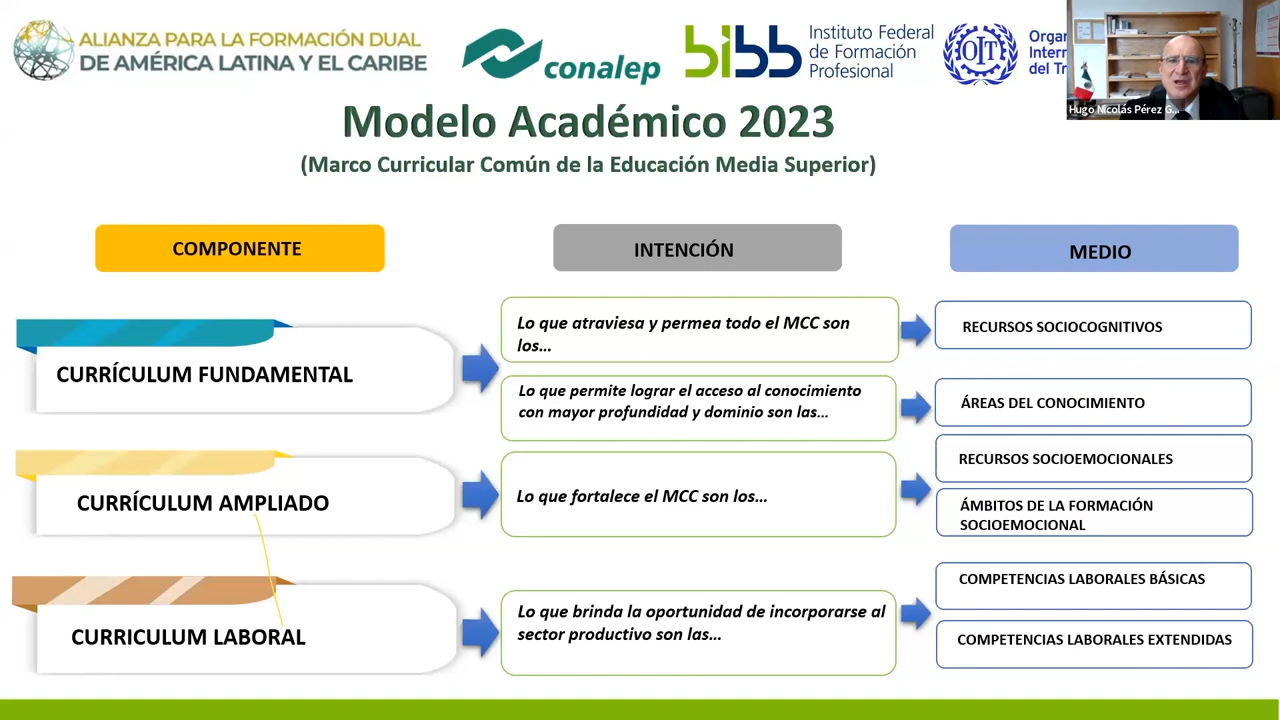 ALIANZA PARA LA FORMACIÓN DUAL
DE AMÉRICA LATINA Y EL CARIBE
conalep
bibb
Instituto Federal
de Formación
Profesional
OIT
Hugo Nicolás Pérez G...
Modelo Académico 2023
(Marco Curricular Común de la Educación Media Superior)
COMPONENTE
INTENCIÓN
MEDIO
CURRÍCULUM FUNDAMENTAL
Lo que atraviesa y permea todo el MCC son
los...
RECURSOS SOCIOCOGNITIVOS
Lo que permite lograr el acceso al conocimiento
con mayor profundidad y dominio son las...
ÁREAS DEL CONOCIMIENTO
CURRÍCULUM AMPLIADO
Lo que fortalece el MCC son los...
RECURSOS SOCIOEMOCIONALES
ÁMBITOS DE LA FORMACIÓN
SOCIOEMOCIONAL
CURRICULUM LABORAL
Lo que brinda la oportunidad de incorporarse al
sector productivo son las...
COMPETENCIAS LABORALES BÁSICAS
COMPETENCIAS LABORALES EXTENDIDAS